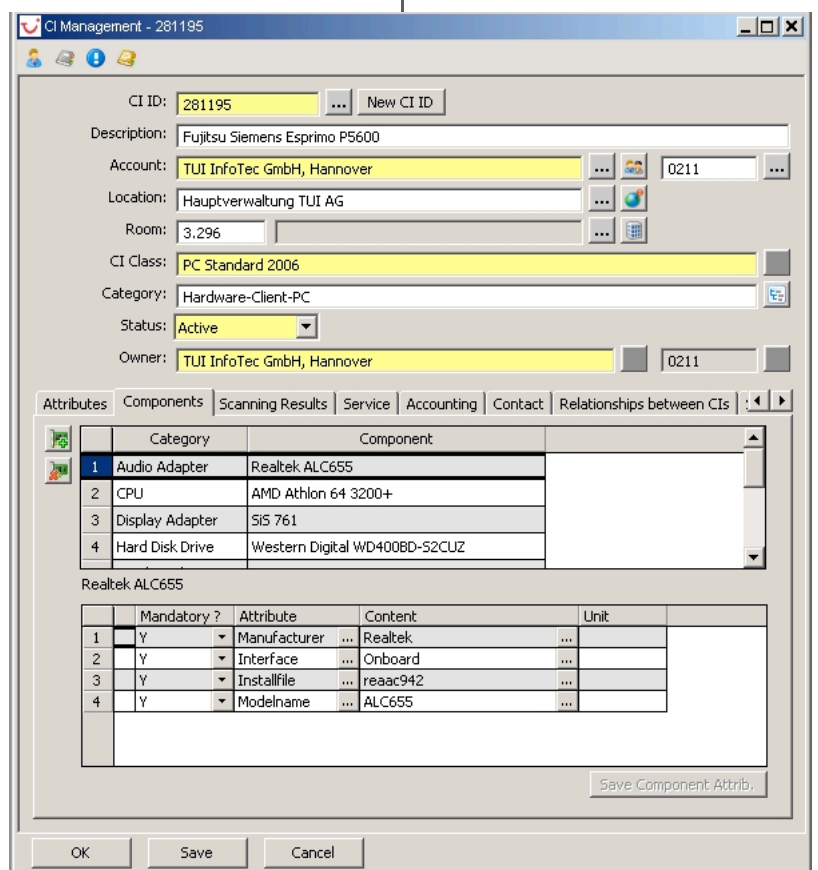 CI Management - 281195
CI ID: 281195 ... New CI ID
Description: Fujitsu Siemens Esprimo P5600
Account: TUI InfoTec GmbH, Hannover ... 0211 ...
Location: Hauptverwaltung TUI AG ...
Room: 3.296 ...
CI Class: PC Standard 2006
Category: Hardware-Client-PC
Status: Active
Owner: TUI InfoTec GmbH, Hannover 0211
Attributes Components Scanning Results Service Accounting Contact Relationships between CIs
Category Component
1 Audio Adapter Realtek ALC655
2 CPU AMD Athlon 64 3200+
3 Display Adapter SiS 761
4 Hard Disk Drive Western Digital WD400BD-S2CUZ
Realtek ALC655
Mandatory ? Attribute Content Unit
1 Y Manufacturer ... Realtek ...
2 Y Interface ... Onboard ...
3 Y Installfile ... reaac942 ...
4 Y Modelname ... ALC655 ...
Save Component Attrib.
OK Save Cancel